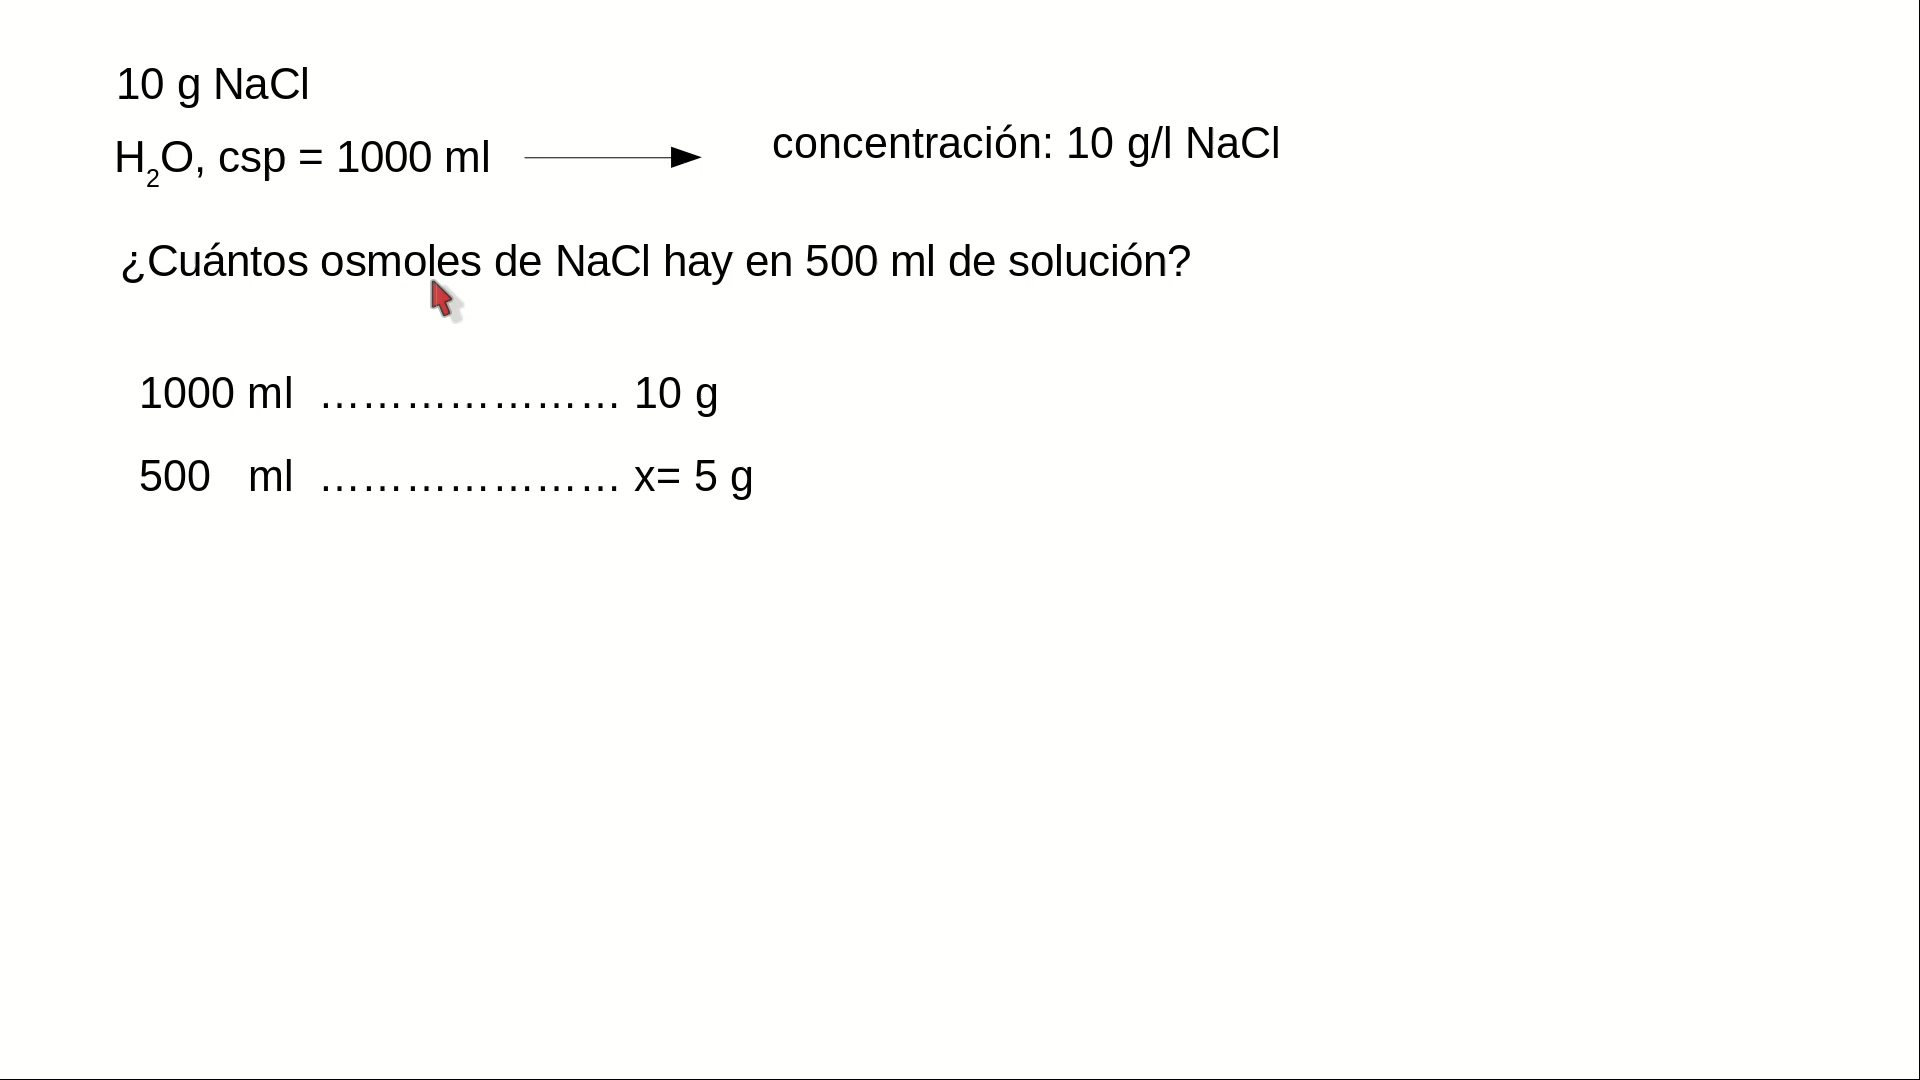 10 g NaCl
H₂O, csp = 1000 ml
concentración: 10 g/l NaCl
¿Cuántos osmoles de NaCl hay en 500 ml de solución?
1000 ml ………………… 10 g
500 ml ………………… x= 5 g